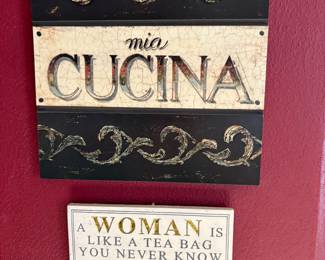 mia
CUCINA
A WOMAN IS
LIKE A TEA BAG
YOU NEVER KNOW